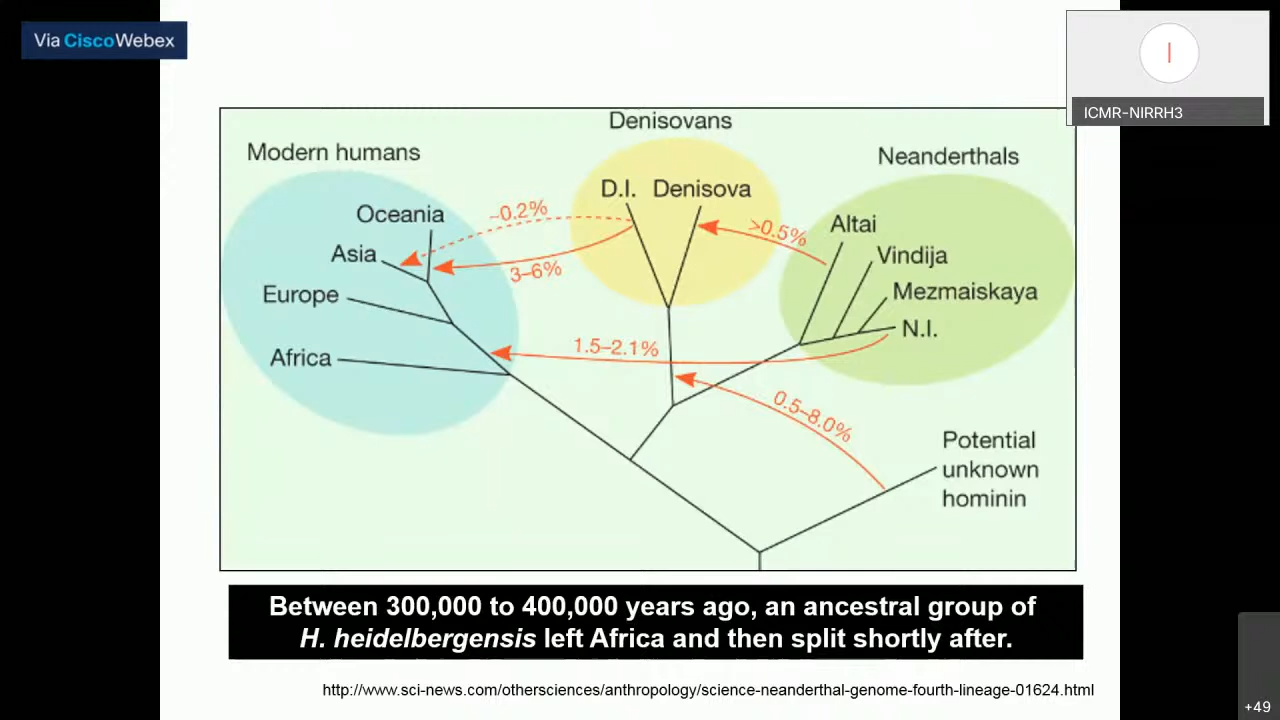 Via CiscoWebex
I
ICMR-NIRRH3
Denisovans
Modern humans
Neanderthals
D.I. Denisova
Oceania
~0.2%
>0.5%
Altai
Asia
Vindija
3–6%
Europe
Mezmaiskaya
N.I.
1.5–2.1%
Africa
0.5–8.0%
Potential
unknown
hominin
Between 300,000 to 400,000 years ago, an ancestral group of
H. heidelbergensis left Africa and then split shortly after.
http://www.sci-news.com/othersciences/anthropology/science-neanderthal-genome-fourth-lineage-01624.html
+49